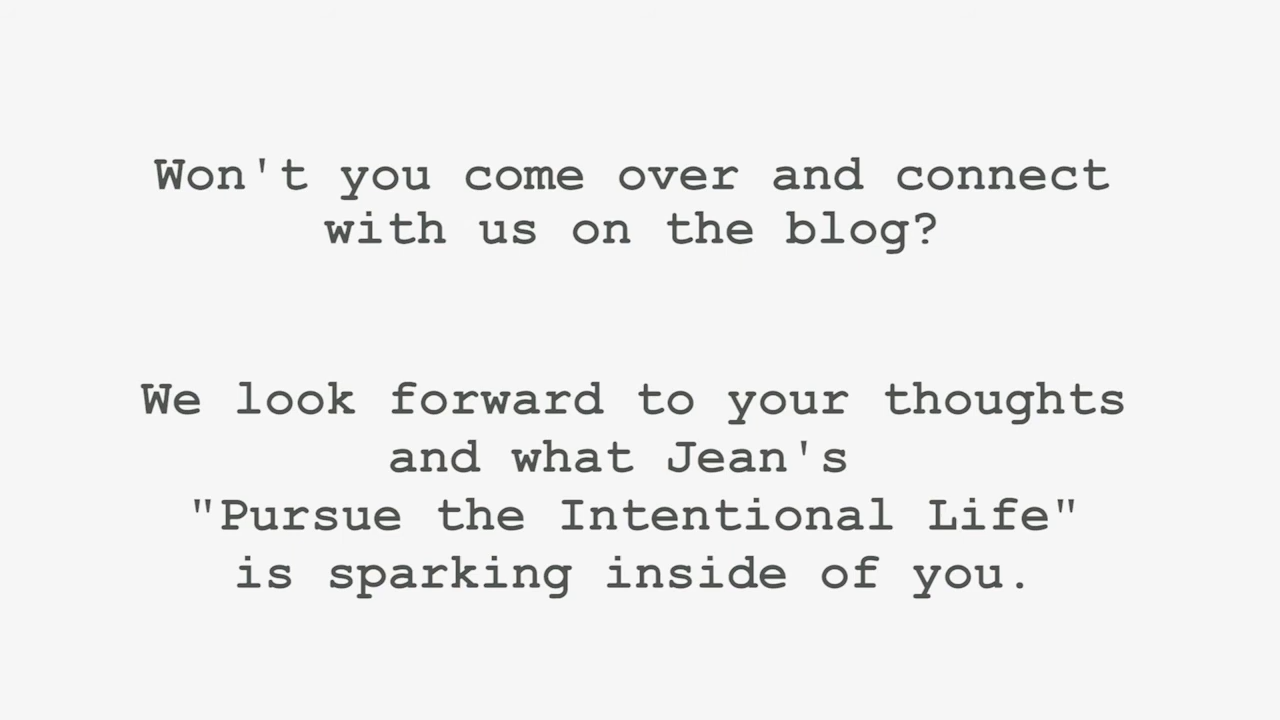 Won't you come over and connect
with us on the blog?
We look forward to your thoughts
and what Jean's
"Pursue the Intentional Life"
is sparking inside of you.